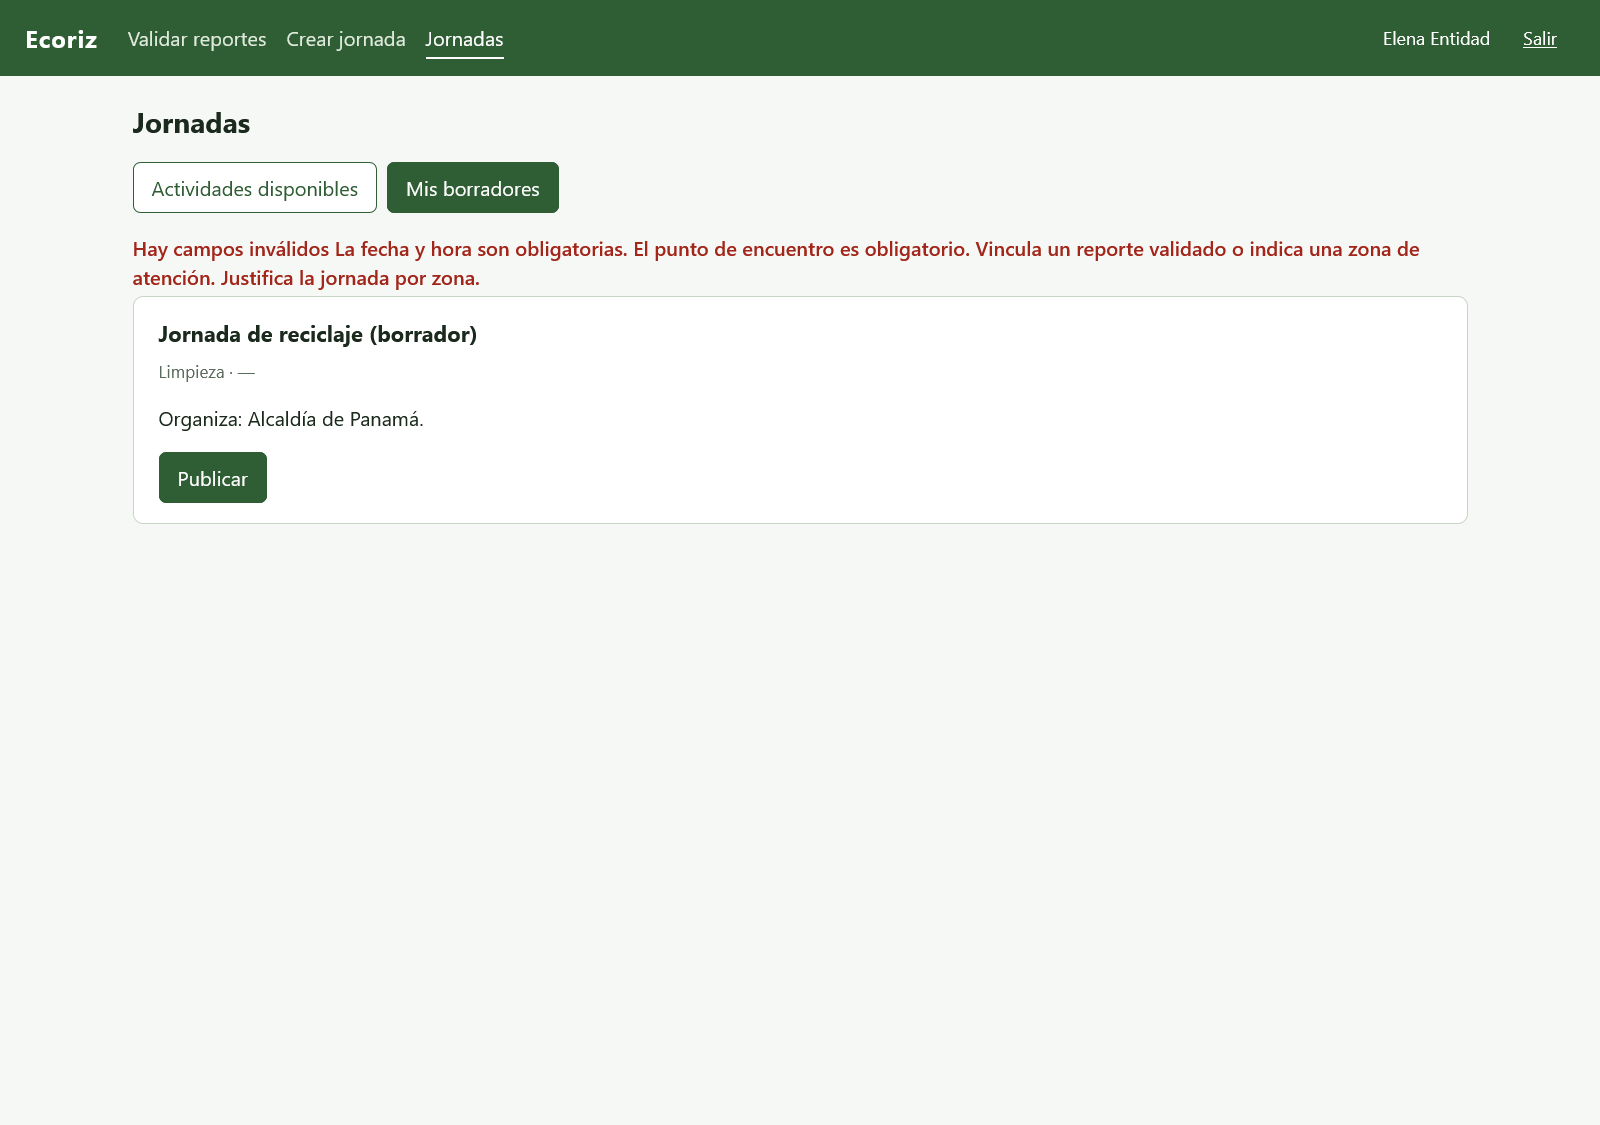 Ecoriz Validar reportes Crear jornada Jornadas Elena Entidad Salir
Jornadas
Actividades disponibles Mis borradores
Hay campos inválidos La fecha y hora son obligatorias. El punto de encuentro es obligatorio. Vincula un reporte validado o indica una zona de
atención. Justifica la jornada por zona.
Jornada de reciclaje (borrador)
Limpieza · —
Organiza: Alcaldía de Panamá.
Publicar